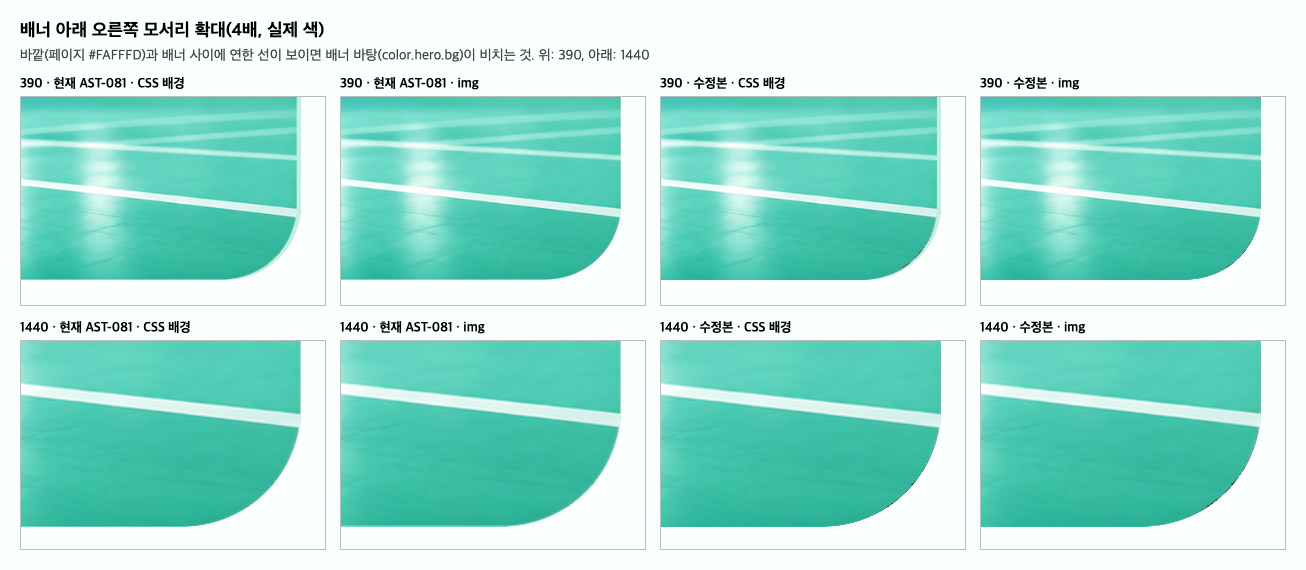 배너 아래 오른쪽 모서리 확대(4배, 실제 색)
바깥(페이지 #FAFFFD)과 배너 사이에 연한 선이 보이면 배너 바탕(color.hero.bg)이 비치는 것. 위: 390, 아래: 1440
390 · 현재 AST-081 · CSS 배경
390 · 현재 AST-081 · img
390 · 수정본 · CSS 배경
390 · 수정본 · img
1440 · 현재 AST-081 · CSS 배경
1440 · 현재 AST-081 · img
1440 · 수정본 · CSS 배경
1440 · 수정본 · img